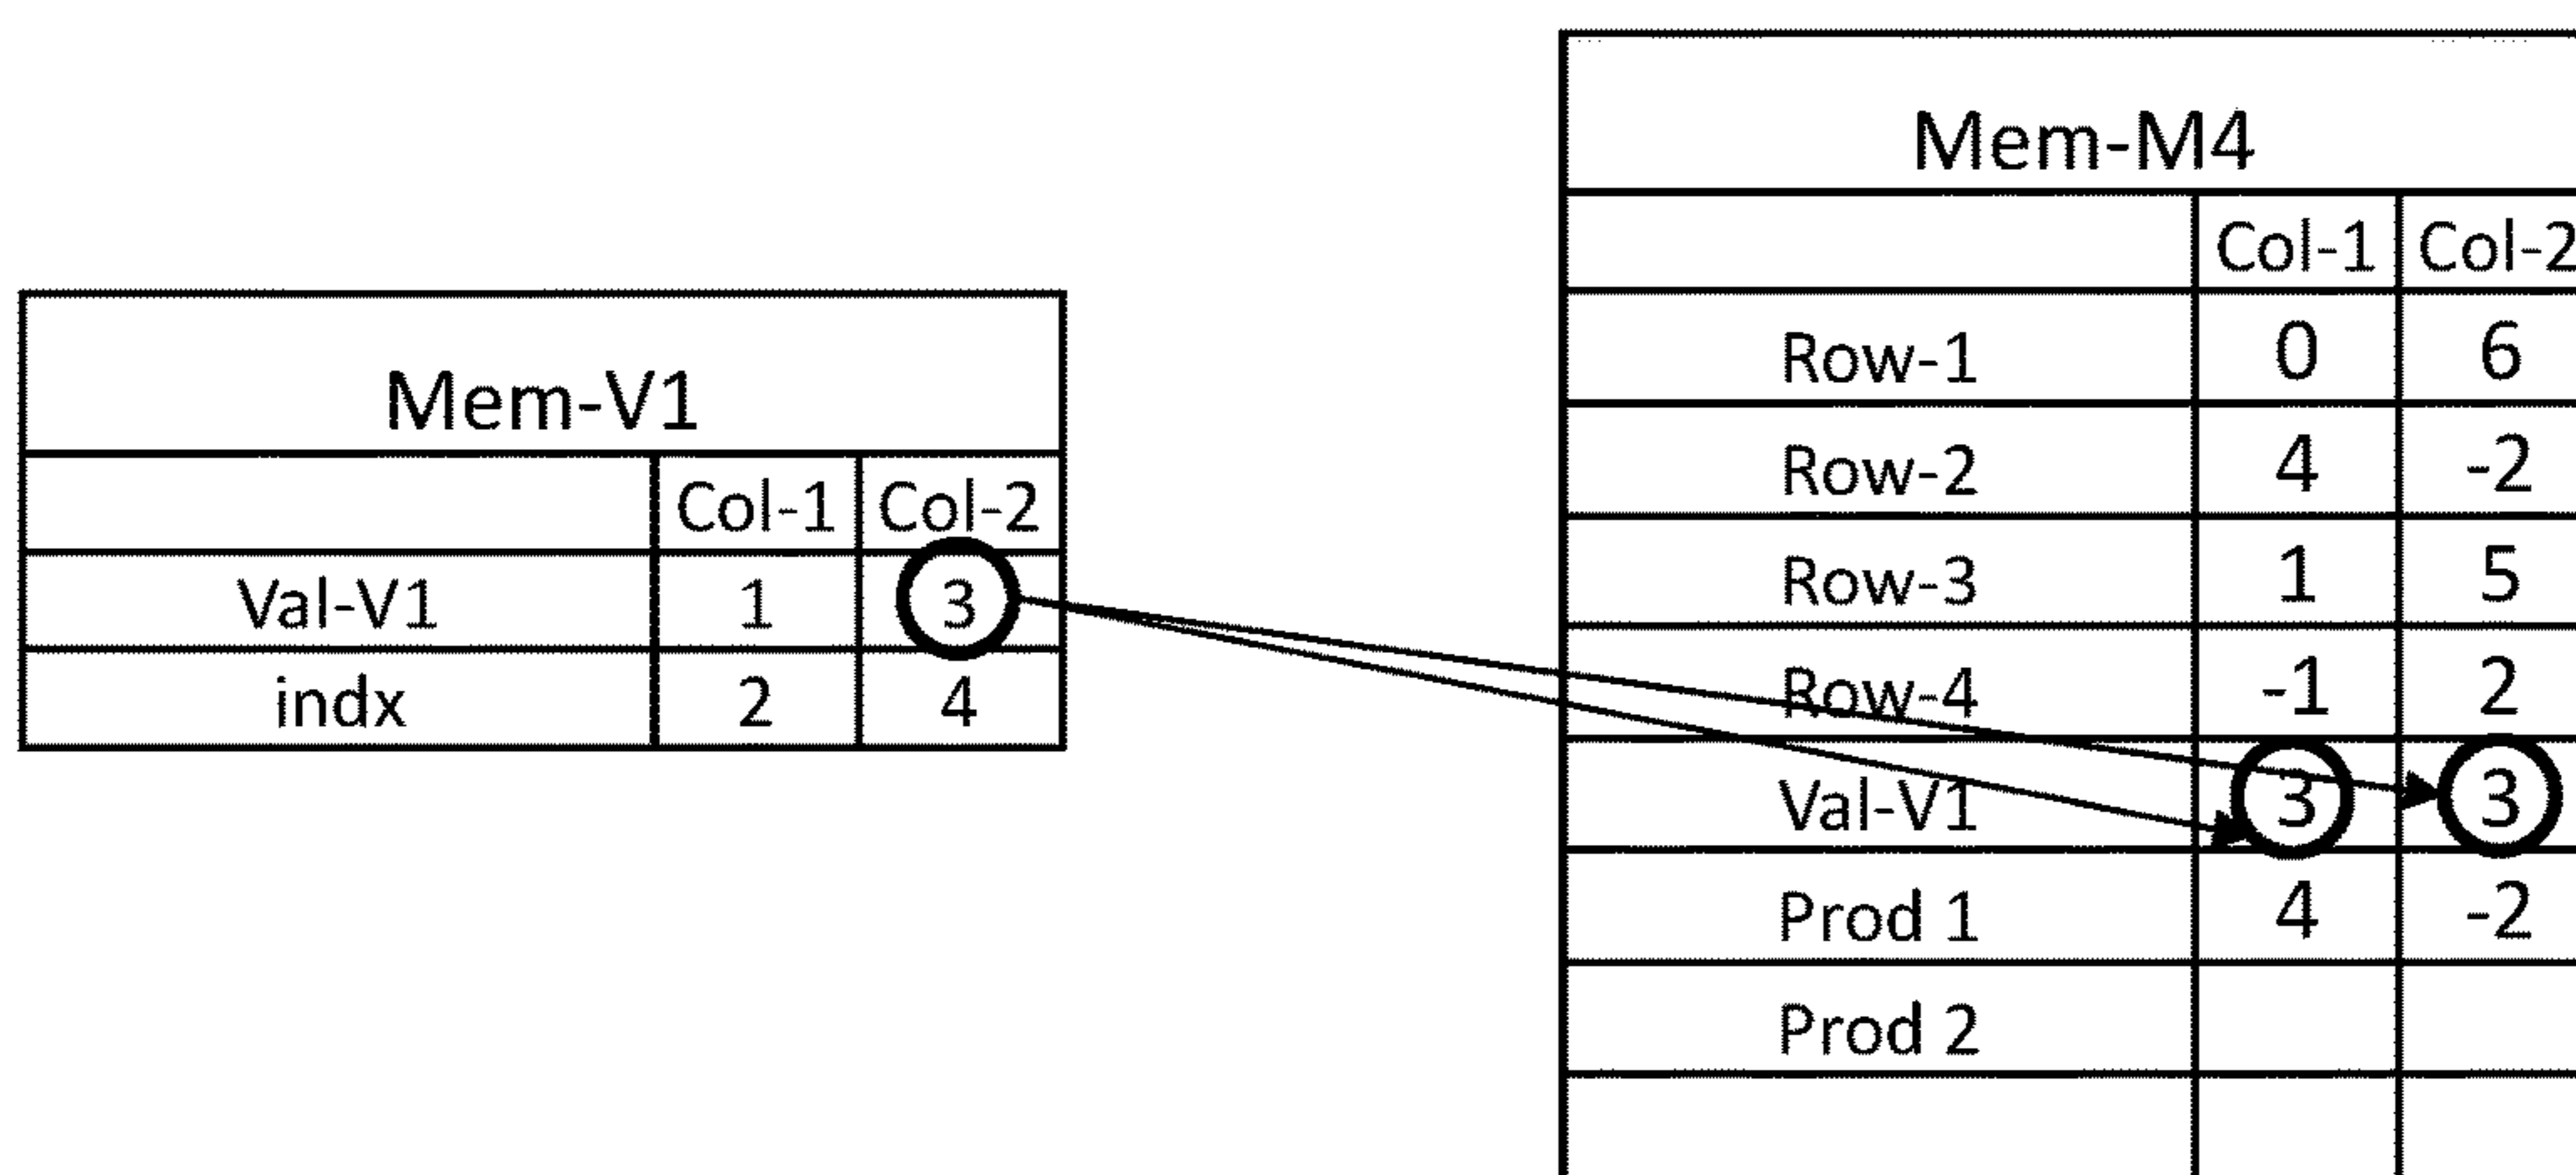 Mem-V1
Col-1 Col-2
Val-V1 1 3
indx 2 4
Mem-M4
Col-1 Col-2
Row-1 0 6
Row-2 4 -2
Row-3 1 5
Row-4 -1 2
Val-V1 3 3
Prod 1 4 -2
Prod 2